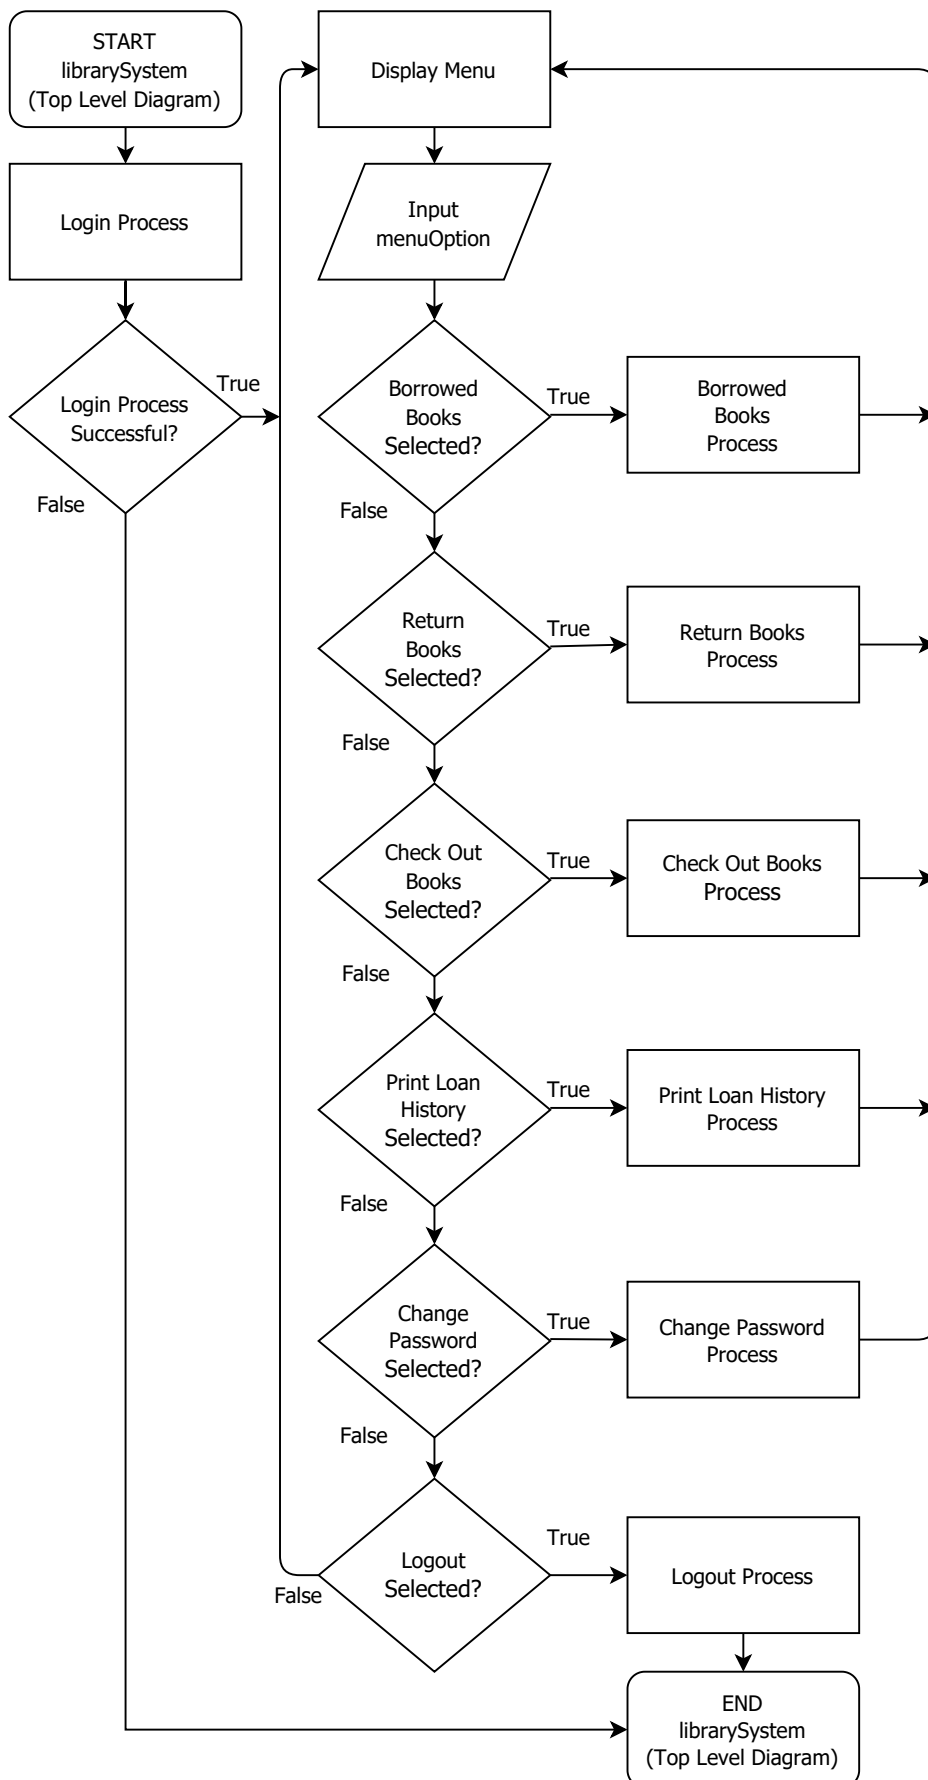 START
librarySystem
(Top Level Diagram)
Login Process
Login Process
Successful?
True
False
Display Menu
Input
menuOption
Borrowed
Books
Selected?
True
False
Borrowed
Books
Process
Return
Books
Selected?
True
False
Return Books
Process
Check Out
Books
Selected?
True
False
Check Out Books
Process
Print Loan
History
Selected?
True
False
Print Loan History
Process
Change
Password
Selected?
True
False
Change Password
Process
Logout
Selected?
True
False
Logout Process
END
librarySystem
(Top Level Diagram)